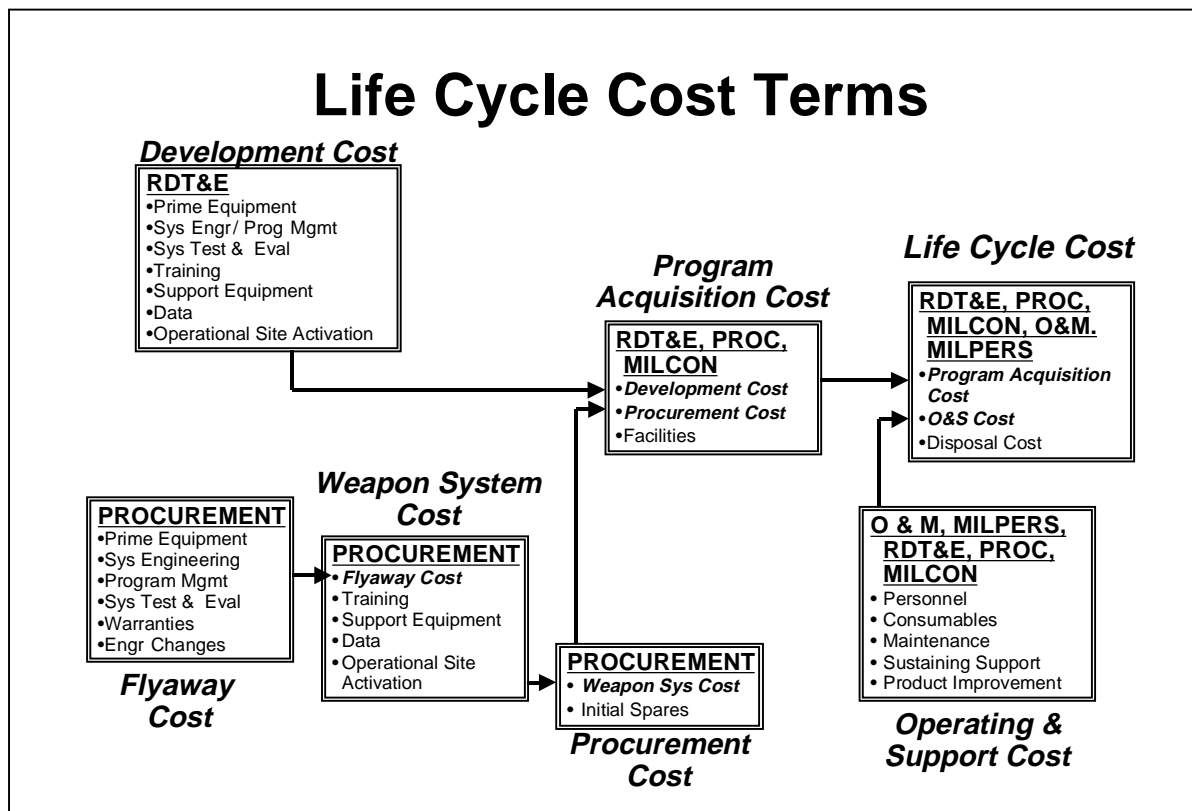 Life Cycle Cost Terms
Development Cost
RDT&E
•Prime Equipment
•Sys Engr/ Prog Mgmt
•Sys Test & Eval
•Training
•Support Equipment
•Data
•Operational Site Activation
Program
Acquisition Cost
RDT&E, PROC,
MILCON
•Development Cost
•Procurement Cost
•Facilities
Life Cycle Cost
RDT&E, PROC,
MILCON, O&M.
MILPERS
•Program Acquisition
Cost
•O&S Cost
•Disposal Cost
PROCUREMENT
•Prime Equipment
•Sys Engineering
•Program Mgmt
•Sys Test & Eval
•Warranties
•Engr Changes
Flyaway
Cost
Weapon System
Cost
PROCUREMENT
• Flyaway Cost
• Training
• Support Equipment
• Data
• Operational Site
Activation
PROCUREMENT
• Weapon Sys Cost
• Initial Spares
Procurement
Cost
O & M, MILPERS,
RDT&E, PROC,
MILCON
• Personnel
• Consumables
• Maintenance
• Sustaining Support
• Product Improvement
Operating &
Support Cost